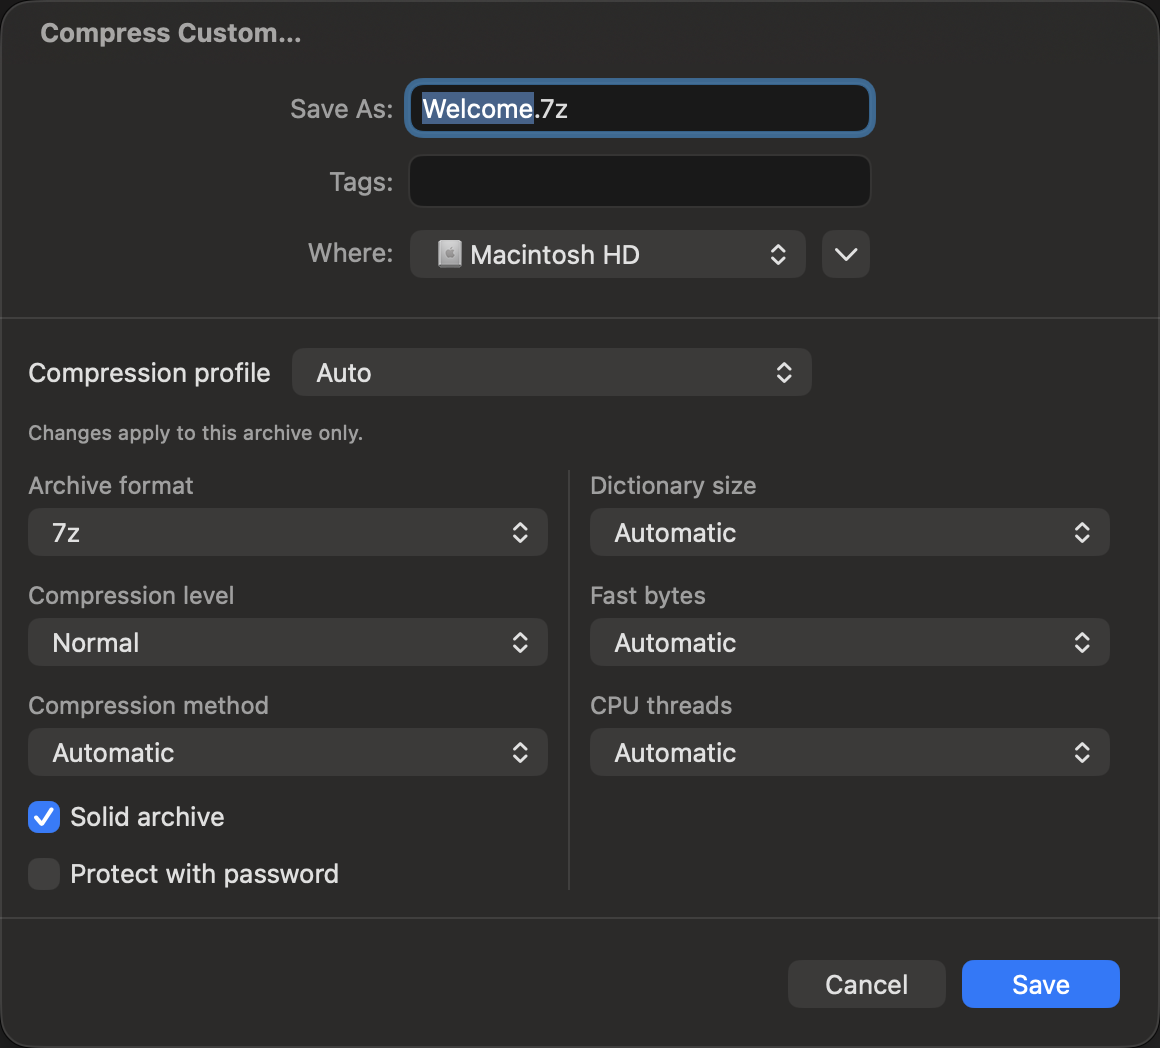 Compress Custom...
Save As: Welcome.7z
Tags:
Where: Macintosh HD
Compression profile Auto
Changes apply to this archive only.
Archive format
7z
Compression level
Normal
Compression method
Automatic
Solid archive
Protect with password
Dictionary size
Automatic
Fast bytes
Automatic
CPU threads
Automatic
Cancel Save